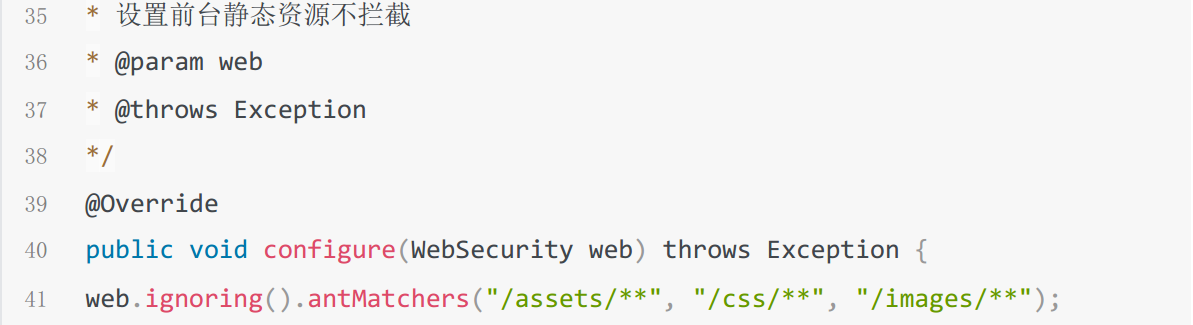 35 * 设置前台静态资源不拦截
36 * @param web
37 * @throws Exception
38 */
39 @Override
40 public void configure(WebSecurity web) throws Exception {
41 web.ignoring().antMatchers("/assets/**", "/css/**", "/images/**");